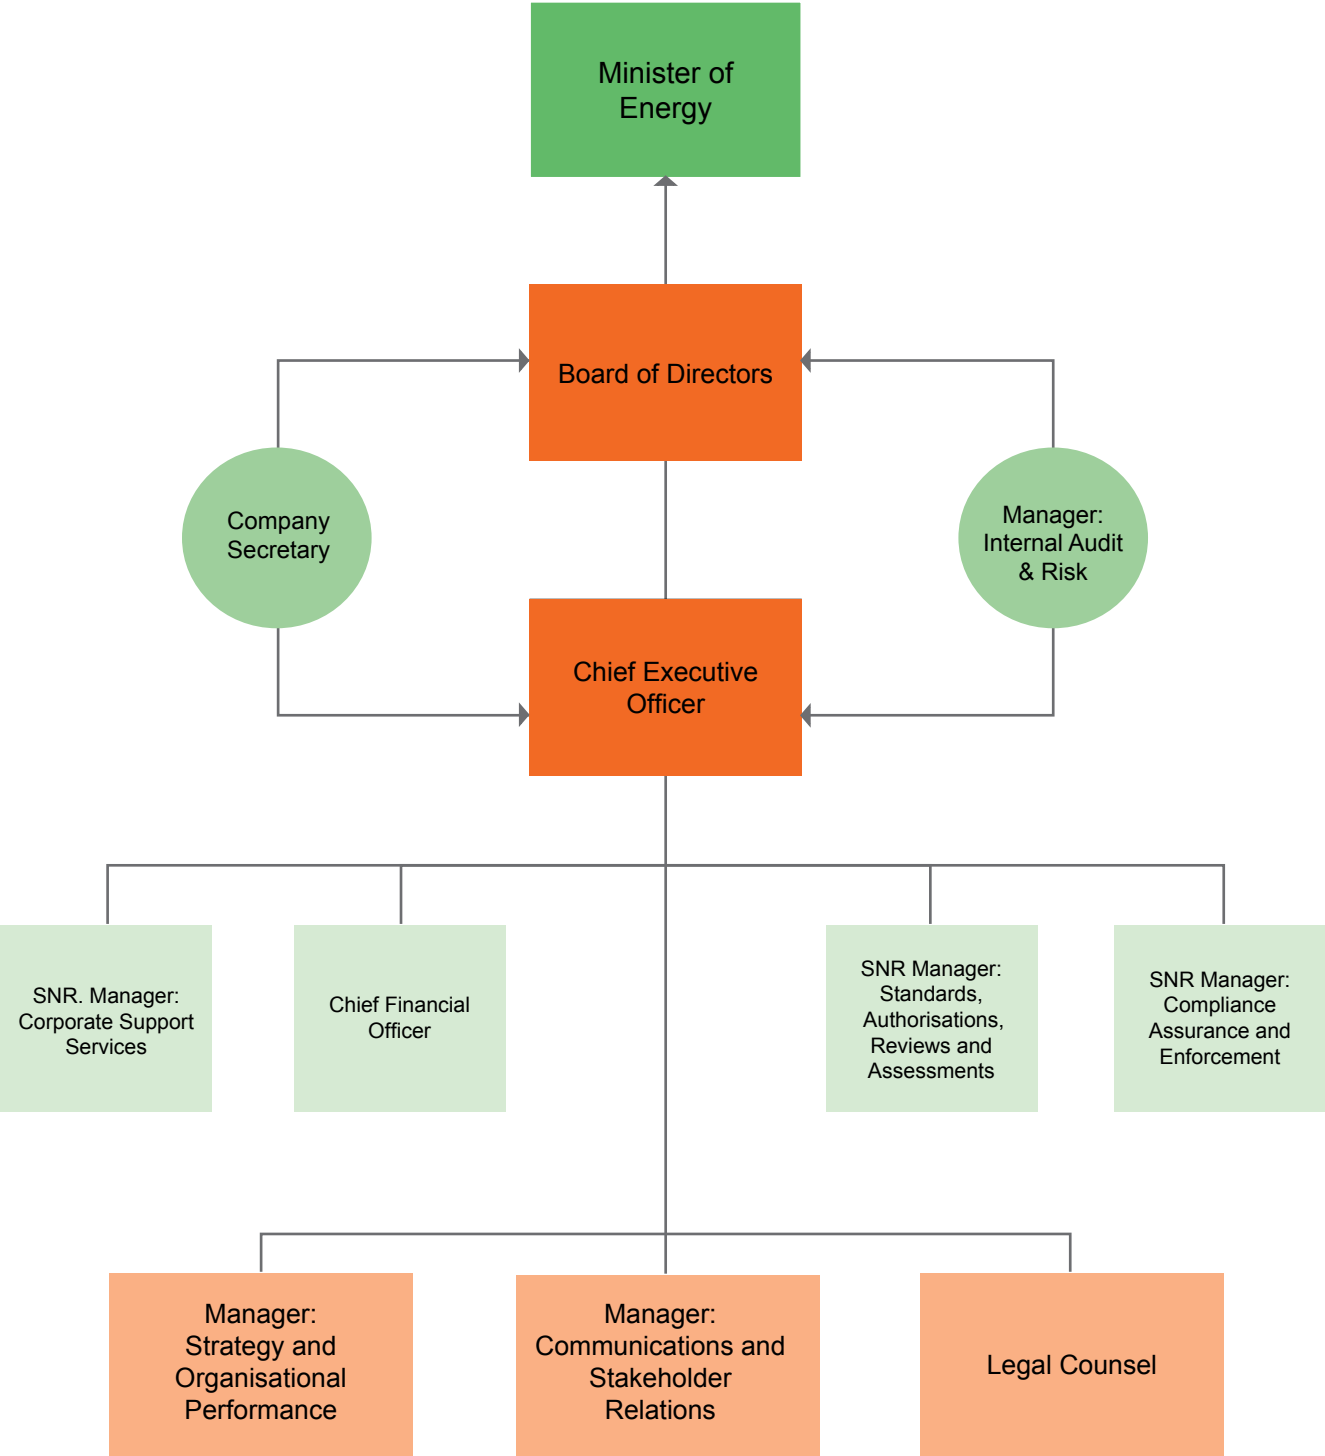 Minister of
Energy
Board of Directors
Company
Secretary
Manager:
Internal Audit
& Risk
Chief Executive
Officer
SNR. Manager:
Corporate Support
Services
Chief Financial
Officer
SNR Manager:
Standards,
Authorisations,
Reviews and
Assessments
SNR Manager:
Compliance
Assurance and
Enforcement
Manager:
Strategy and
Organisational
Performance
Manager:
Communications and
Stakeholder
Relations
Legal Counsel